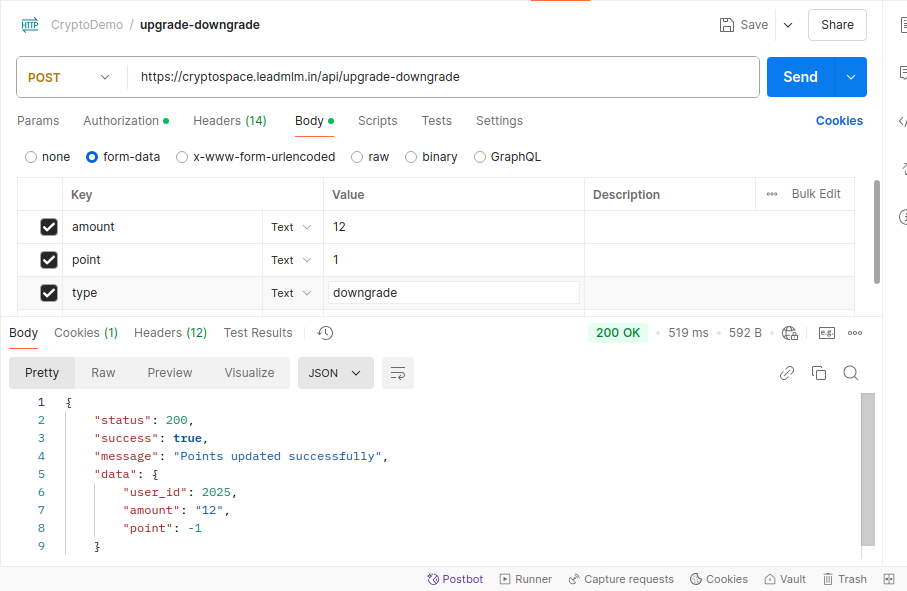 HTTP CryptoDemo / upgrade-downgrade Save Share
POST https://cryptospace.leadmlm.in/api/upgrade-downgrade Send
Params Authorization Headers (14) Body Scripts Tests Settings Cookies
none form-data x-www-form-urlencoded raw binary GraphQL
Key Value Description Bulk Edit
amount Text 12
point Text 1
type Text downgrade
Body Cookies (1) Headers (12) Test Results 200 OK 519 ms 592 B e.g.
Pretty Raw Preview Visualize JSON
1 {
2 "status": 200,
3 "success": true,
4 "message": "Points updated successfully",
5 "data": {
6 "user_id": 2025,
7 "amount": "12",
8 "point": -1
9 }
Postbot Runner Capture requests Cookies Vault Trash